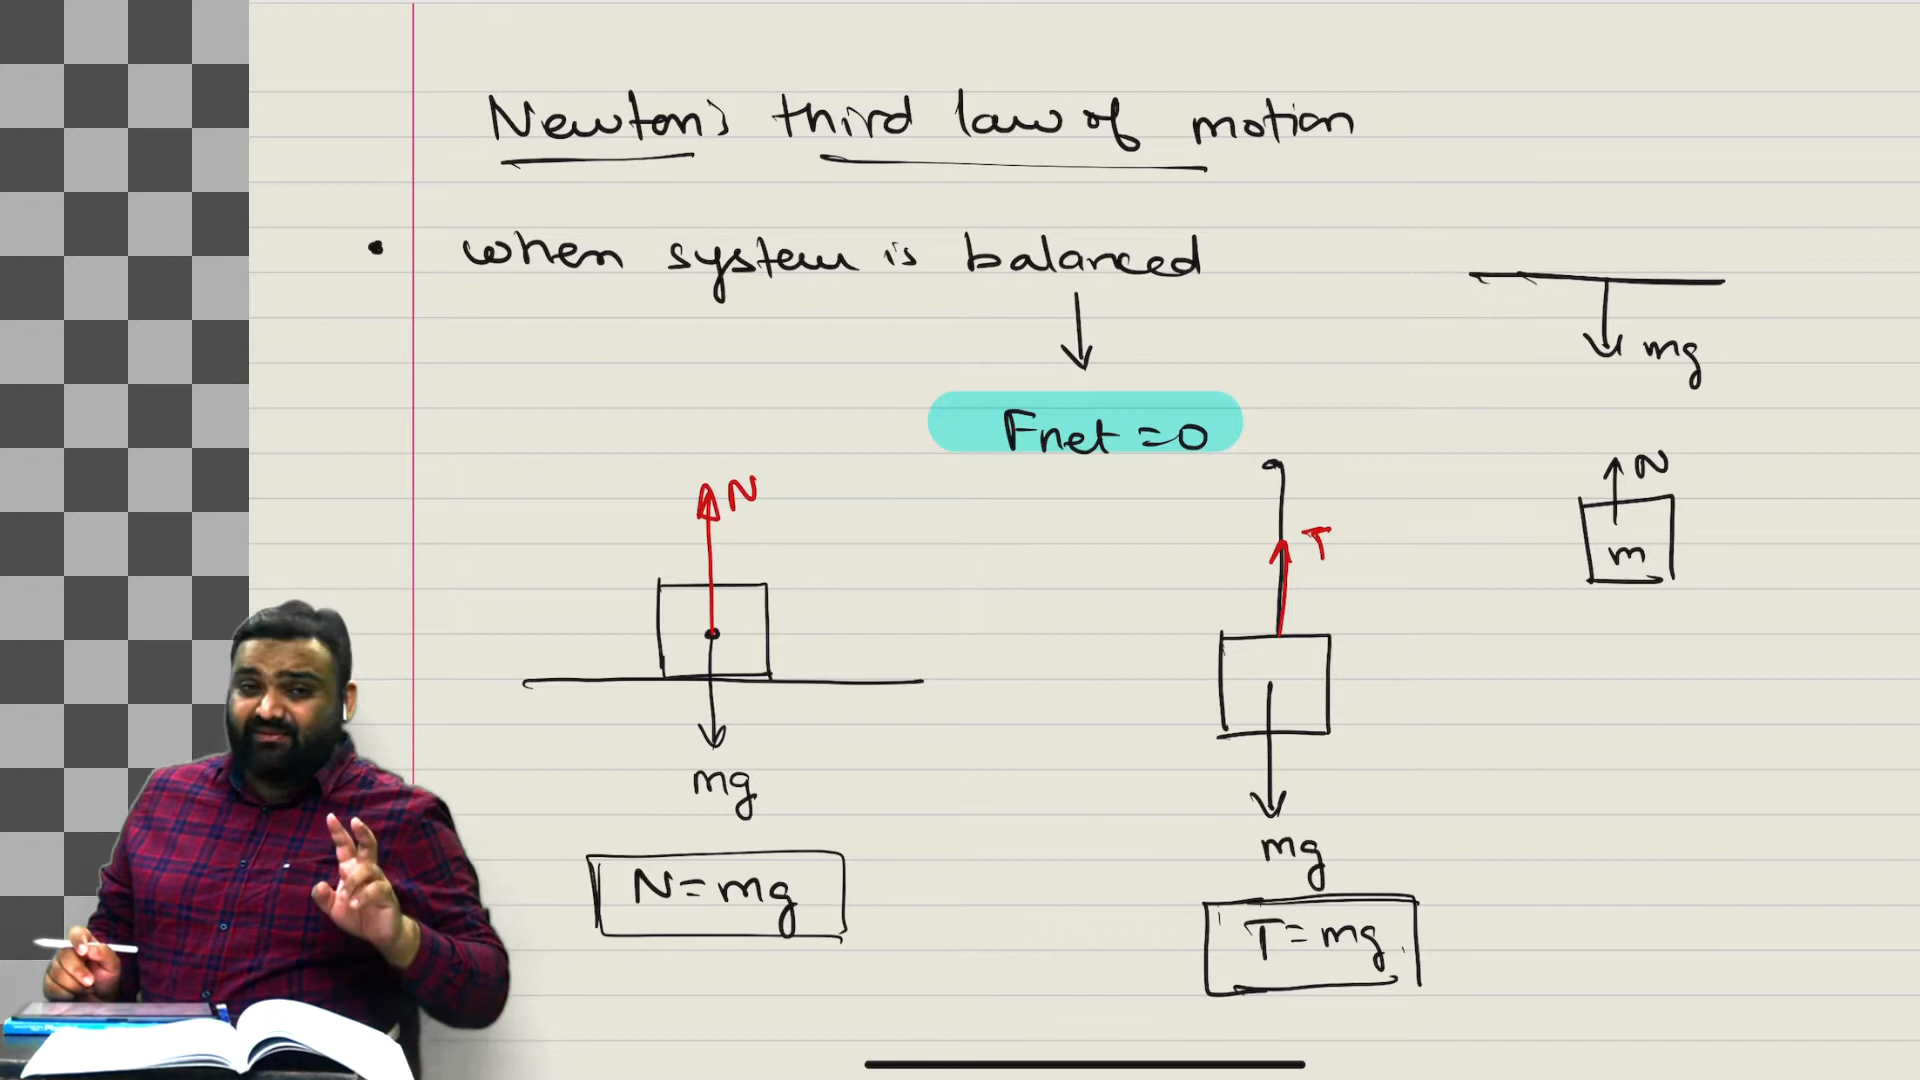 Newton's third law of motion
• when system is balanced
Fnet = 0
mg
N
m
N
mg
N = mg
T
mg
T = mg